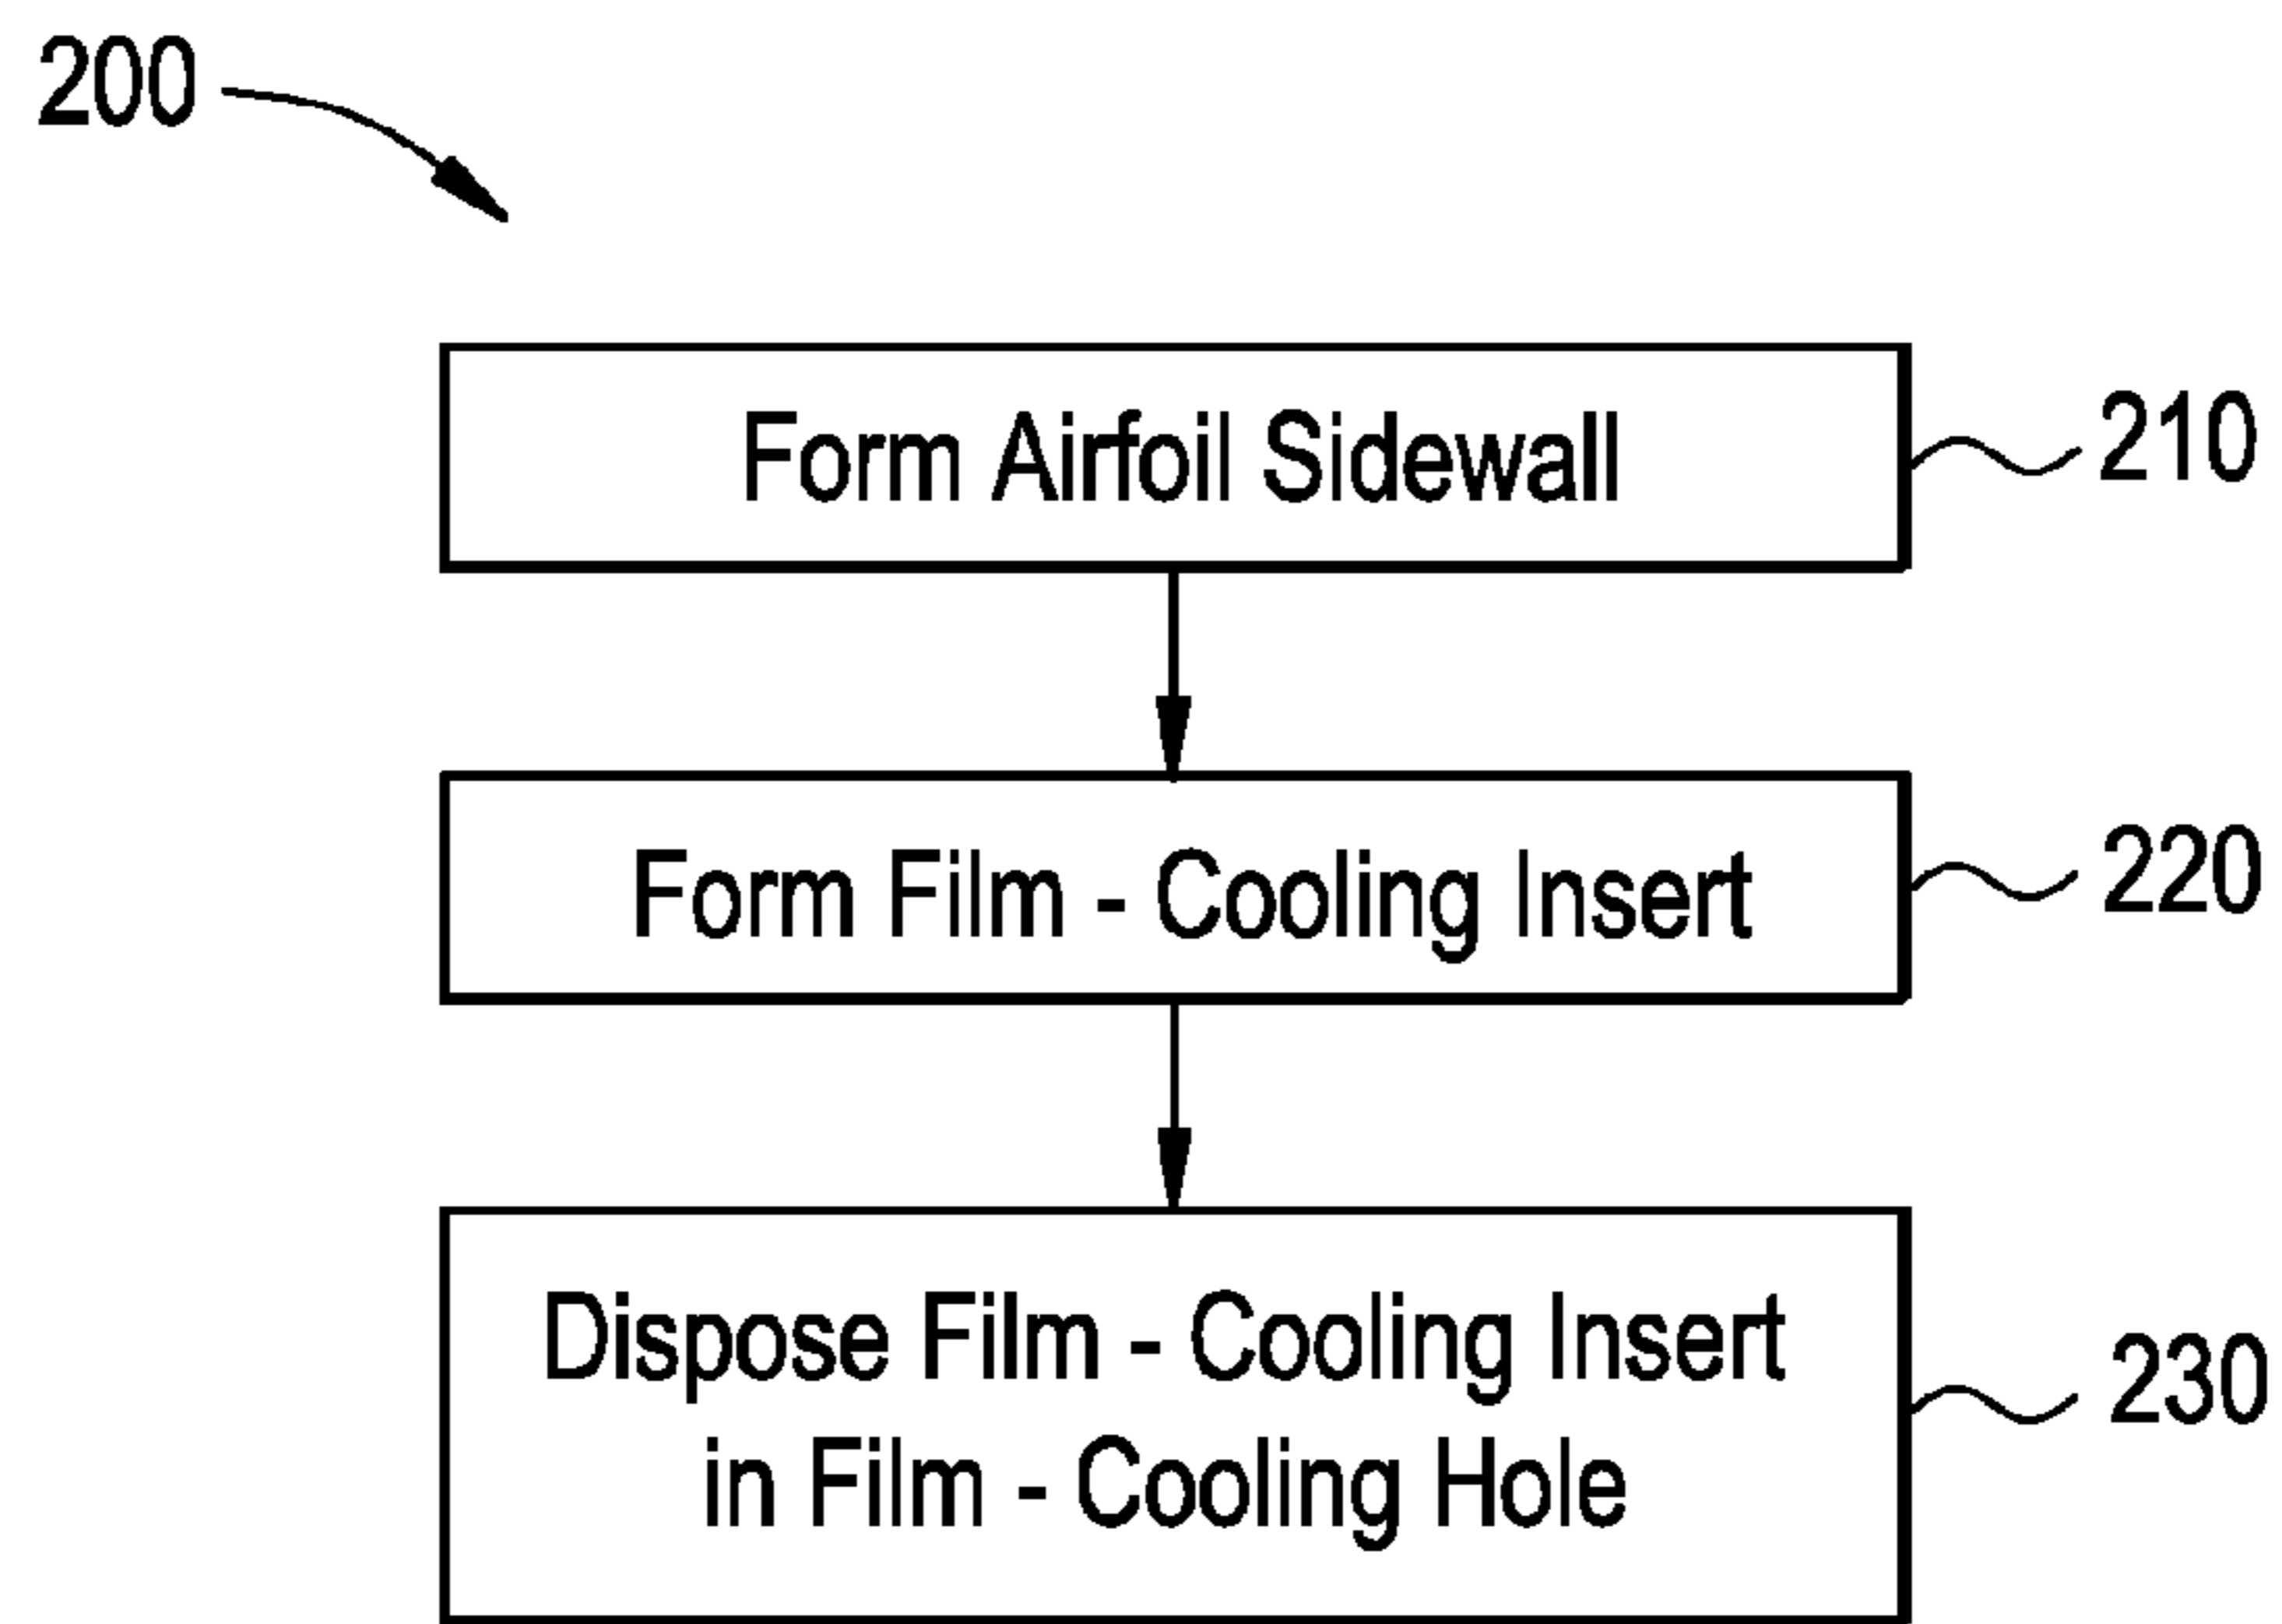 200
Form Airfoil Sidewall
210
Form Film - Cooling Insert
220
Dispose Film - Cooling Insert
in Film - Cooling Hole
230